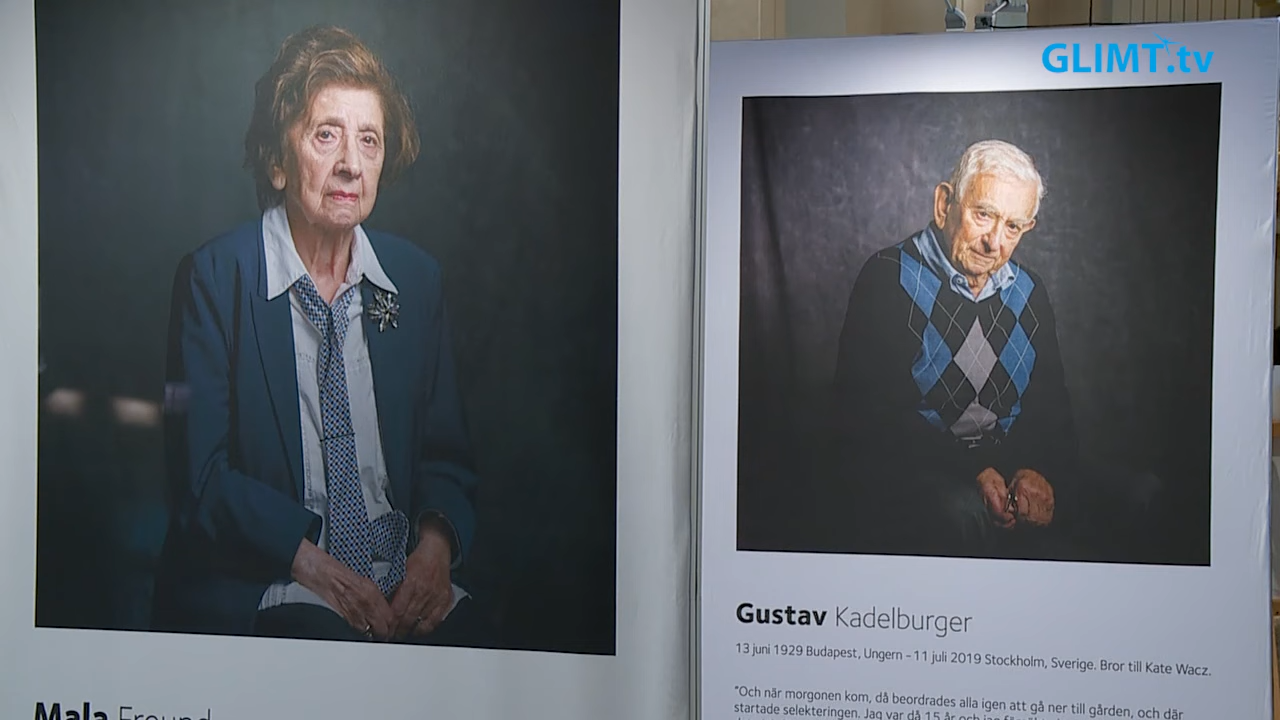 GLIMT.tv
Mala Freund
Gustav Kadelburger
13 juni 1929 Budapest, Ungern – 11 juli 2019 Stockholm, Sverige. Bror till Kate Wacz.
"Och när morgonen kom, då beordrades alla igen att gå ner till gården, och där
startade selekteringen. Jag var då 15 år och jag